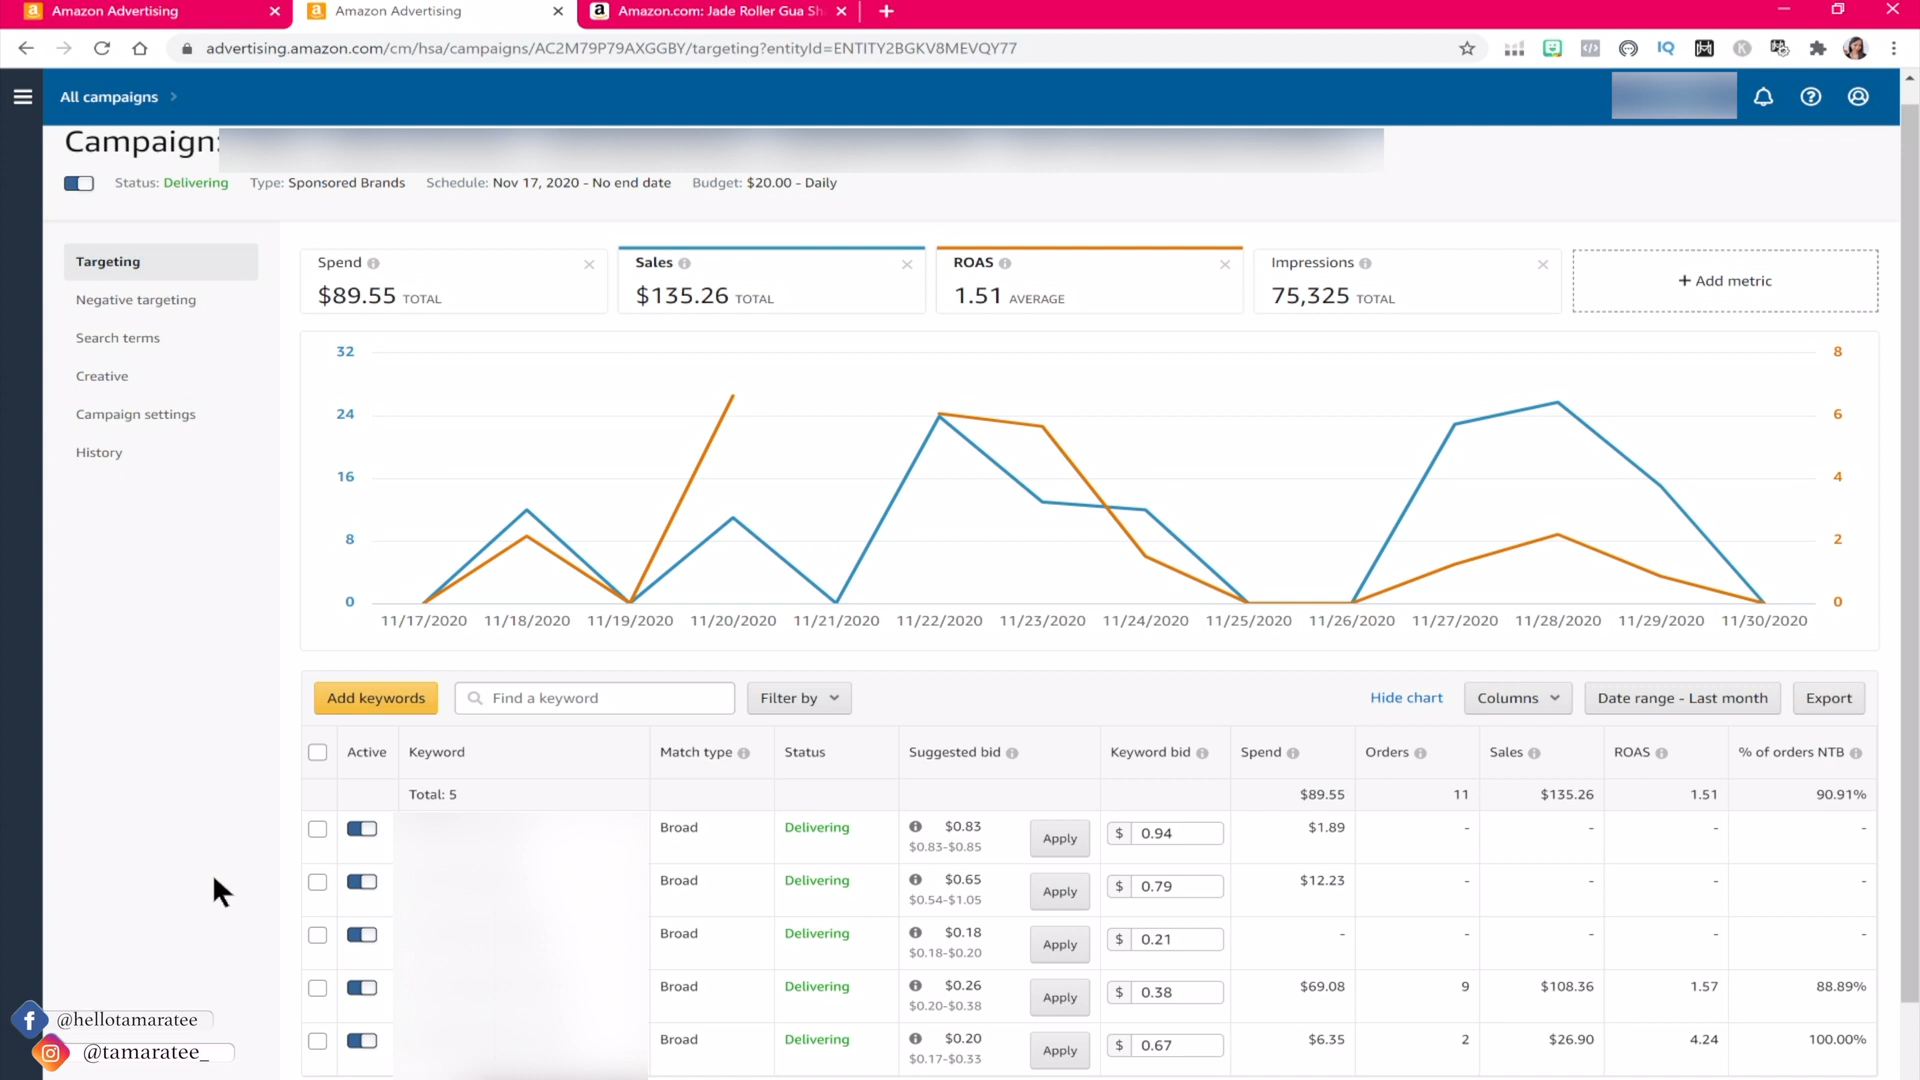 Amazon Advertising
Amazon Advertising
Amazon.com: Jade Roller Gua Sh
advertising.amazon.com/cm/hsa/campaigns/AC2M79P79AXGGBY/targeting?entityId=ENTITY2BGKV8MEVQY77
All campaigns
Campaign:
Status: Delivering Type: Sponsored Brands Schedule: Nov 17, 2020 - No end date Budget: $20.00 - Daily
Targeting
Negative targeting
Search terms
Creative
Campaign settings
History
Spend
$89.55 TOTAL
Sales
$135.26 TOTAL
ROAS
1.51 AVERAGE
Impressions
75,325 TOTAL
+ Add metric
32 8
24 6
16 4
8 2
0 0
11/17/2020 11/18/2020 11/19/2020 11/20/2020 11/21/2020 11/22/2020 11/23/2020 11/24/2020 11/25/2020 11/26/2020 11/27/2020 11/28/2020 11/29/2020 11/30/2020
Add keywords Find a keyword Filter by Hide chart Columns Date range - Last month Export
Active Keyword Match type Status Suggested bid Keyword bid Spend Orders Sales ROAS % of orders NTB
Total: 5 $89.55 11 $135.26 1.51 90.91%
Broad Delivering $0.83 Apply $ 0.94 $1.89 - - - -
$0.83-$0.85
Broad Delivering $0.65 Apply $ 0.79 $12.23 - - - -
$0.54-$1.05
Broad Delivering $0.18 Apply $ 0.21 - - - - -
$0.18-$0.20
Broad Delivering $0.26 Apply $ 0.38 $69.08 9 $108.36 1.57 88.89%
$0.20-$0.38
Broad Delivering $0.20 Apply $ 0.67 $6.35 2 $26.90 4.24 100.00%
$0.17-$0.33
@hellotamaratee
@tamaratee_